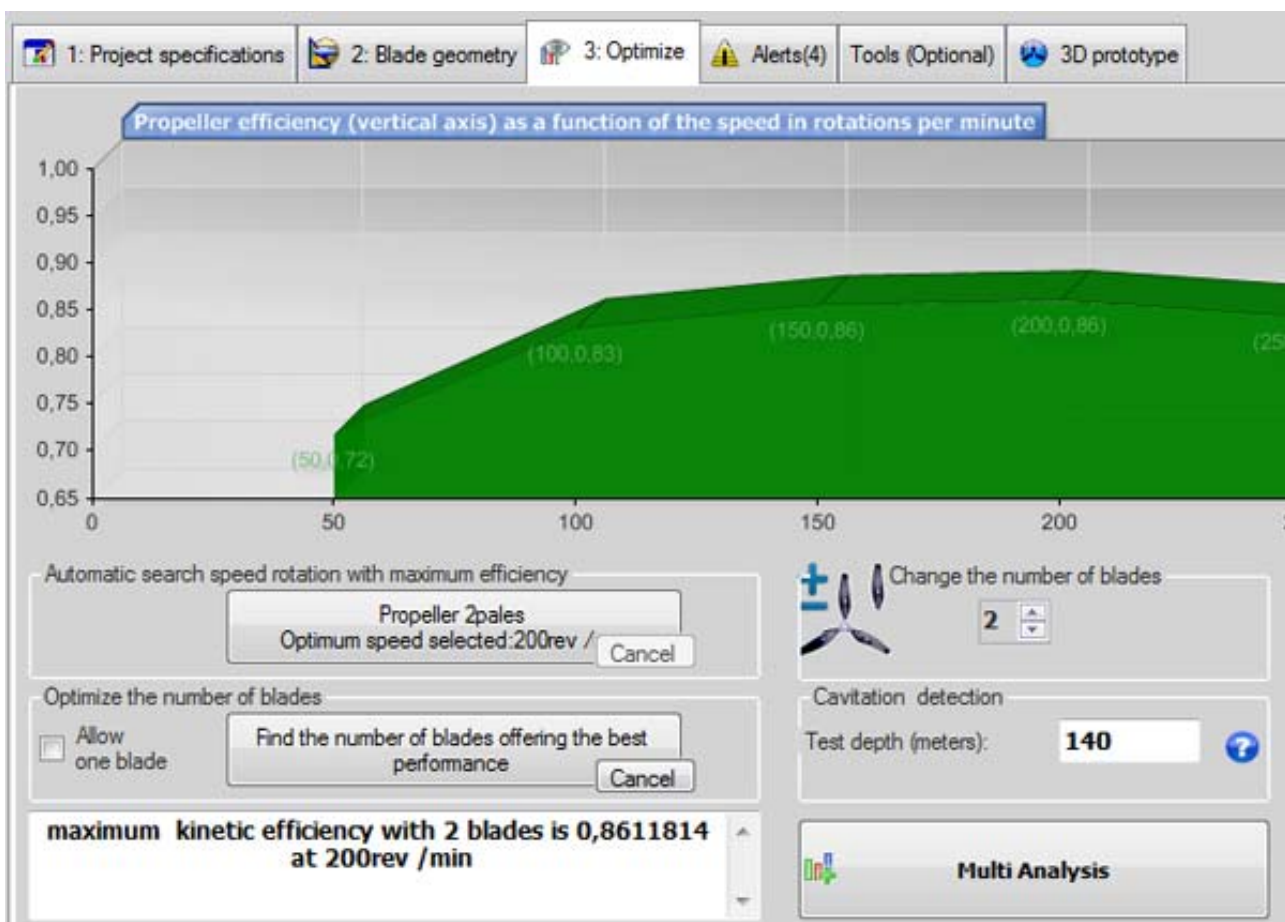 1: Project specifications
2: Blade geometry
3: Optimize
Alerts(4)
Tools (Optional)
3D prototype
Propeller efficiency (vertical axis) as a function of the speed in rotations per minute
1,00
0,95
0,90
0,85
0,80
0,75
0,70
0,65
(50,0,72)
(100,0,83)
(150,0,86)
(200,0,86)
0
50
100
150
200
Automatic search speed rotation with maximum efficiency
Propeller 2pales
Optimum speed selected:200rev /
Cancel
Change the number of blades
2
Optimize the number of blades
Allow
one blade
Find the number of blades offering the best
performance
Cancel
Cavitation detection
Test depth (meters):
140
maximum kinetic efficiency with 2 blades is 0,8611814
at 200rev /min
Multi Analysis